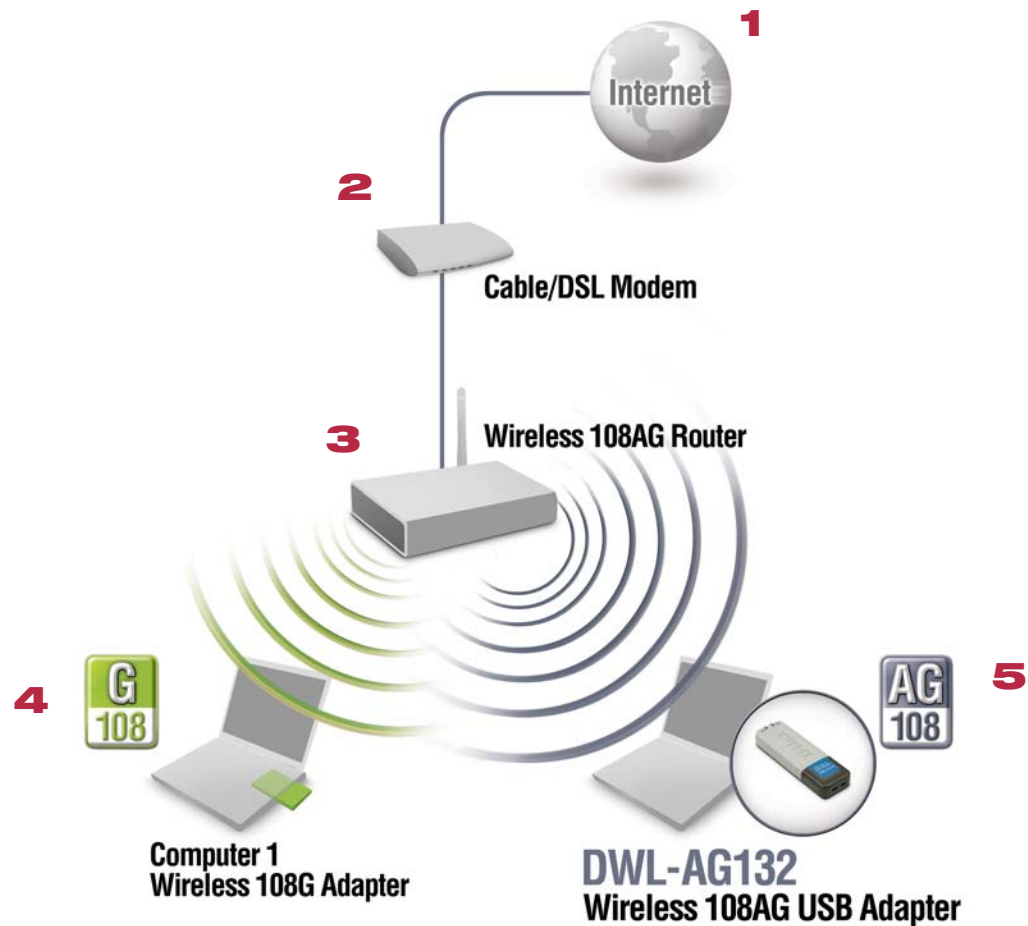 1
Internet
2
Cable/DSL Modem
3
Wireless 108AG Router
4
G
108
AG
108
5
Computer 1
Wireless 108G Adapter
DWL-AG132
Wireless 108AG USB Adapter